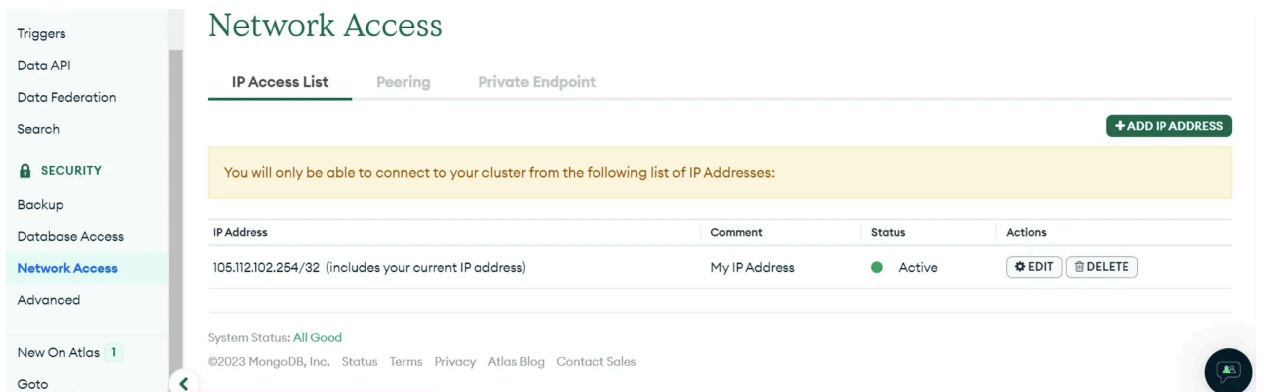 Triggers
Data API
Data Federation
Search
SECURITY
Backup
Database Access
Network Access
Advanced
New On Atlas 1
Goto
Network Access
IP Access List Peering Private Endpoint
+ ADD IP ADDRESS
You will only be able to connect to your cluster from the following list of IP Addresses:
IP Address Comment Status Actions
105.112.102.254/32 (includes your current IP address) My IP Address Active EDIT DELETE
System Status: All Good
©2023 MongoDB, Inc. Status Terms Privacy Atlas Blog Contact Sales